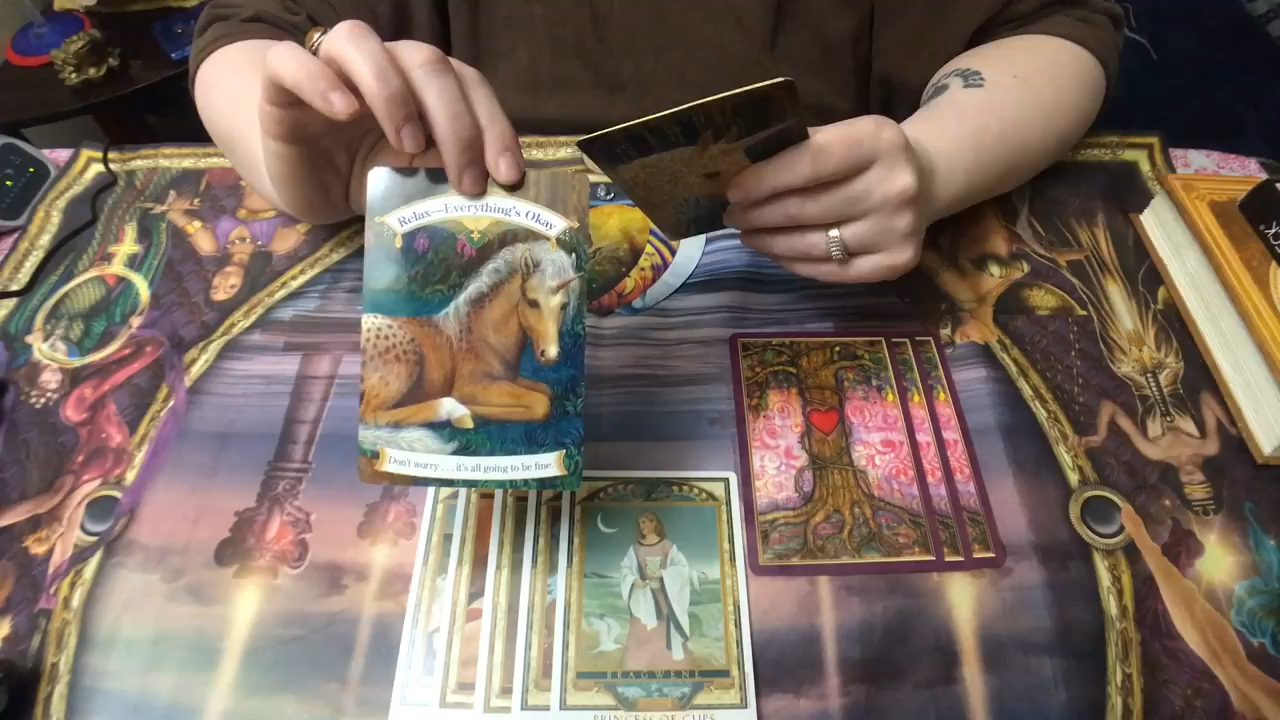 Relax—Everything's Okay
Don't worry . . . it's all going to be fine.
PRINCESS OF CUPS